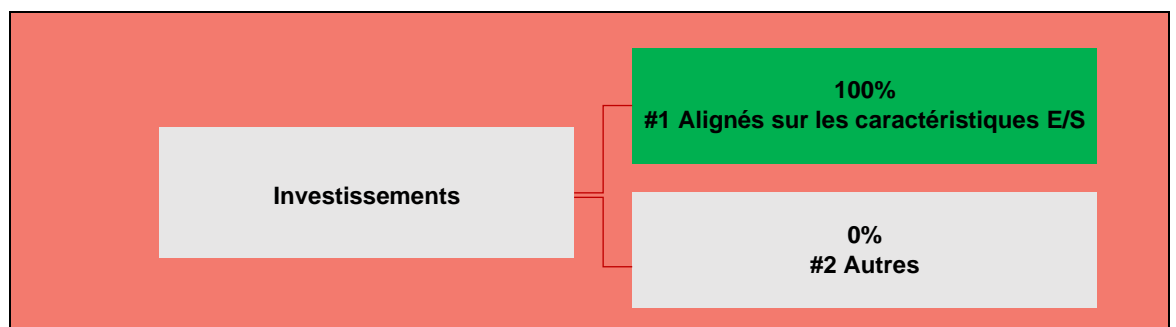 100%
#1 Alignés sur les caractéristiques E/S
Investissements
0%
#2 Autres